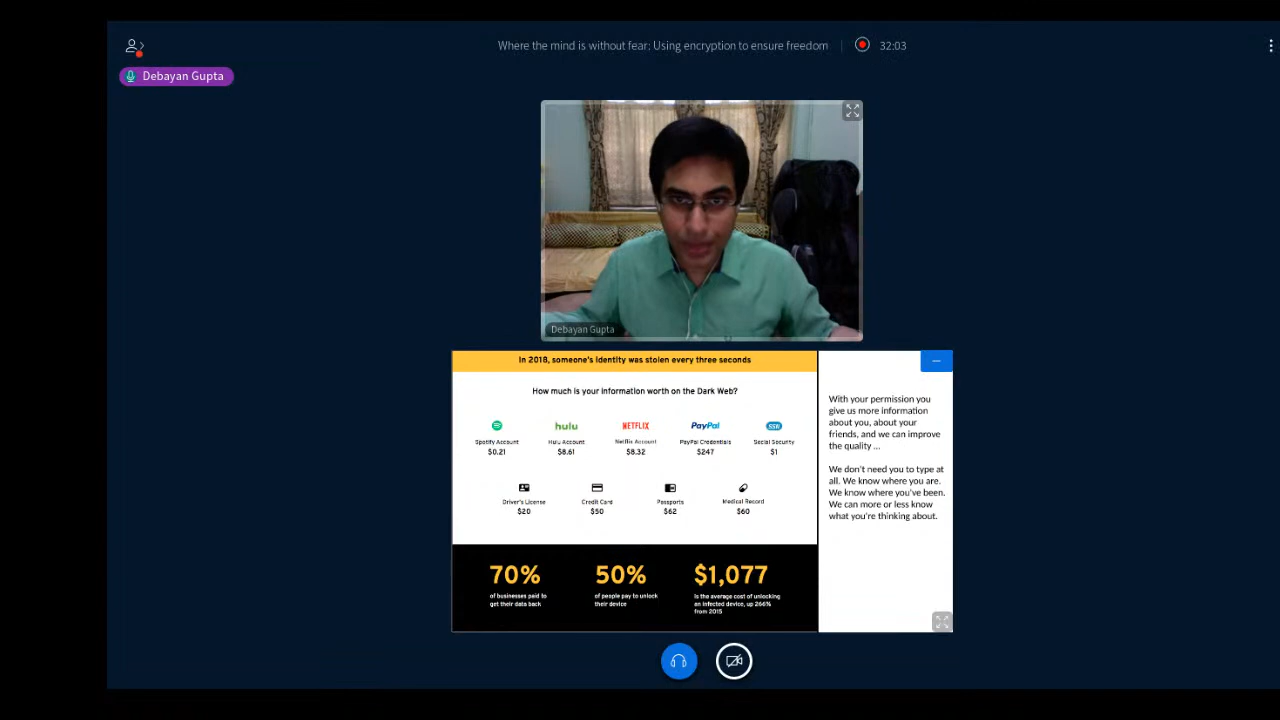 Where the mind is without fear: Using encryption to ensure freedom
32:03
Debayan Gupta
Debayan Gupta
In 2018, someone's identity was stolen every three seconds
How much is your information worth on the Dark Web?
hulu NETFLIX PayPal SSN
Spotify Account Hulu Account Netflix Account PayPal Credentials Social Security
$0.21 $8.61 $8.32 $247 $1
Driver's License Credit Card Passports Medical Record
$20 $50 $62 $60
70% 50% $1,077
of businesses paid to of people pay to unlock is the average cost of unlocking
get their data back their device an infected device, up 266%
from 2015
With your permission you
give us more information
about you, about your
friends, and we can improve
the quality ...
We don't need you to type at
all. We know where you are.
We know where you've been.
We can more or less know
what you're thinking about.